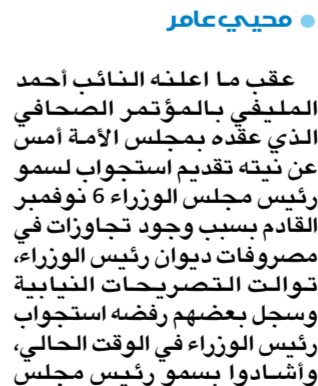 محيي عامر
عقب ما اعلنه النائب أحمد
المليفي بالمؤتمر الصحافي
الذي عقده بمجلس الأمة أمس
عن نيته تقديم استجواب لسمو
رئيس مجلس الوزراء 6 نوفمبر
القادم بسبب وجود تجاوزات في
مصروفات ديوان رئيس الوزراء،
توالت التصريحات النيابية
وسجل بعضهم رفضه استجواب
رئيس الوزراء في الوقت الحالي،
وأشادوا بسمو رئيس مجلس